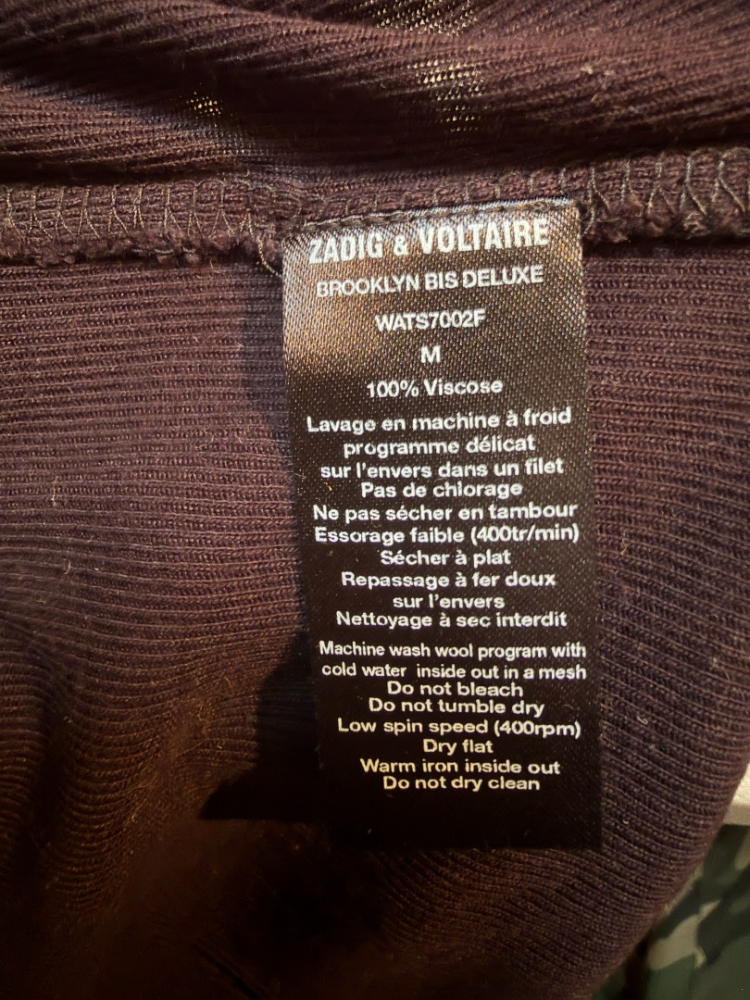 ZADIG & VOLTAIRE
BROOKLYN BIS DELUXE
WATS7002F
M
100% Viscose
Lavage en machine à froid
programme délicat
sur l'envers dans un filet
Pas de chlorage
Ne pas sécher en tambour
Essorage faible (400tr/min)
Sécher à plat
Repassage à fer doux
sur l'envers
Nettoyage à sec interdit
Machine wash wool program with
cold water inside out in a mesh
Do not bleach
Do not tumble dry
Low spin speed (400rpm)
Dry flat
Warm iron inside out
Do not dry clean